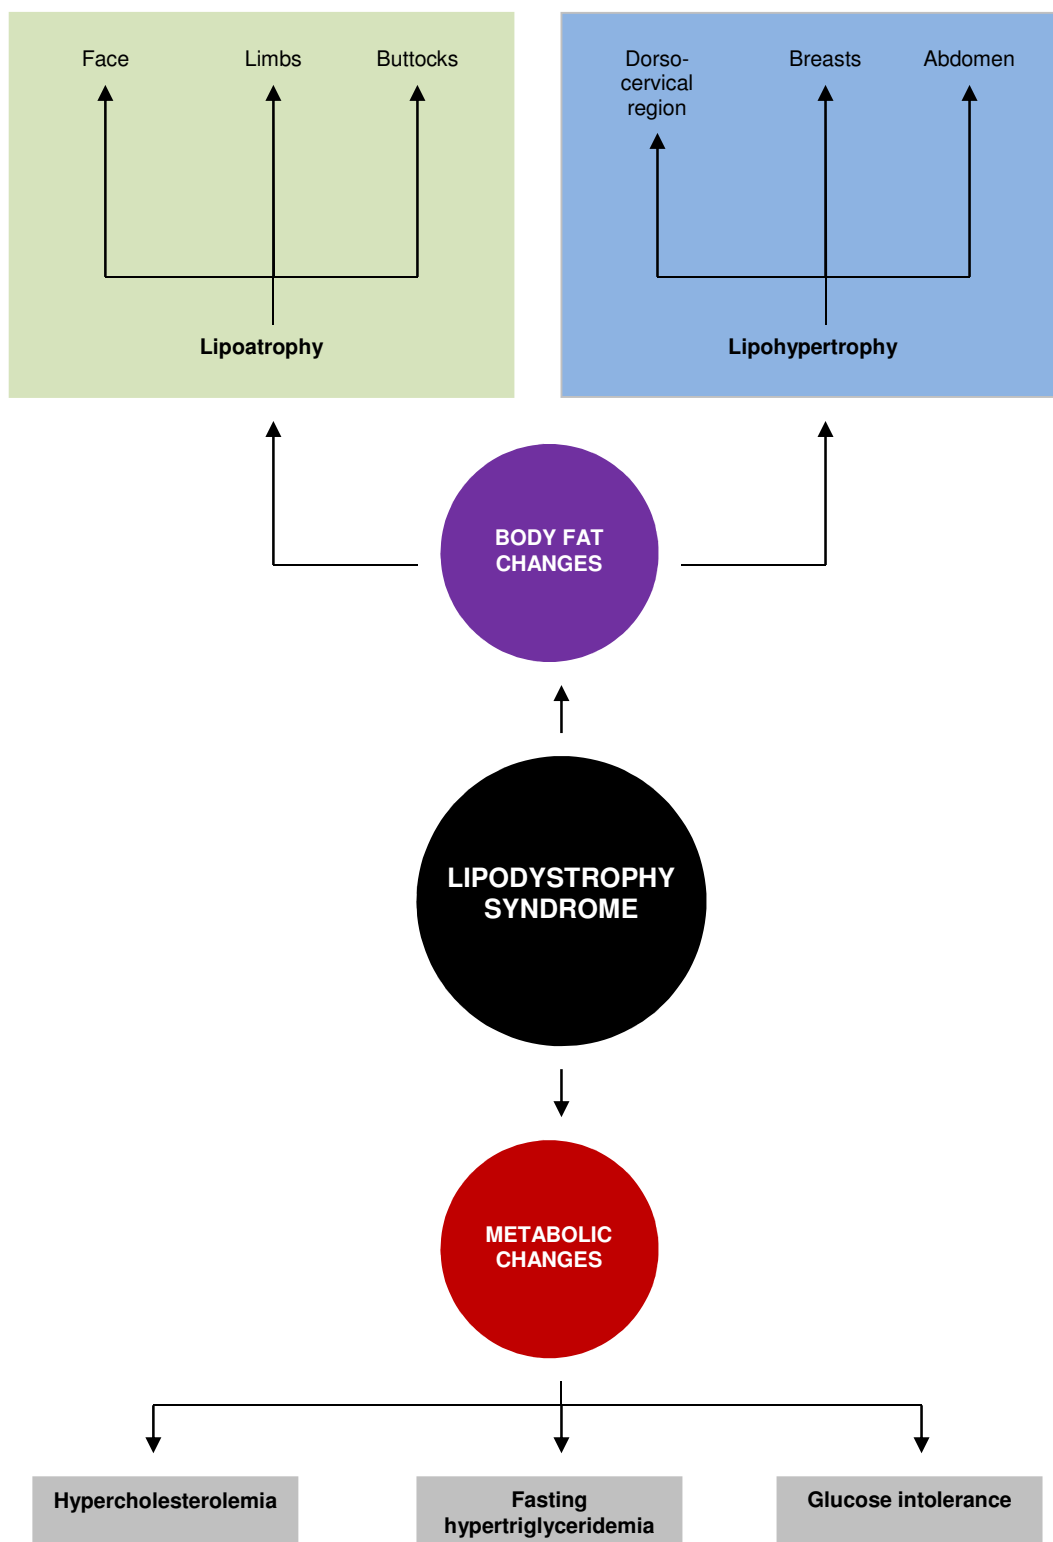 Face
Limbs
Buttocks
Lipoatrophy
Dorso-
cervical
region
Breasts
Abdomen
Lipohypertrophy
BODY FAT
CHANGES
LIPODYSTROPHY
SYNDROME
METABOLIC
CHANGES
Hypercholesterolemia
Fasting
hypertriglyceridemia
Glucose intolerance